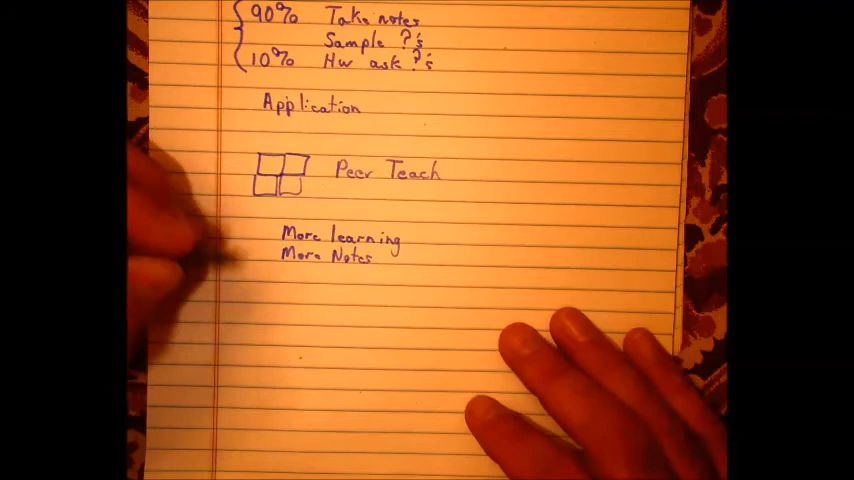 90% Take notes
Sample ?'s
10% Hw ask ?'s
Application
Peer Teach
More learning
More Notes